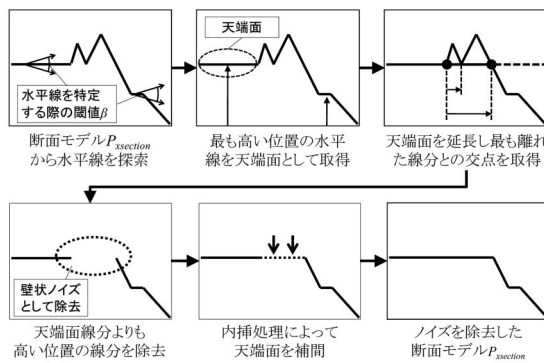 水平線を特定
する際の閾値β
断面モデルPxsection
から水平線を探索
天端面
最も高い位置の水平
線を天端面として取得
天端面を延長し最も離れ
た線分との交点を取得
壁状ノイズ
として除去
天端面線分よりも
高い位置の線分を除去
内挿処理によって
天端面を補間
ノイズを除去した
断面モデルPxsection